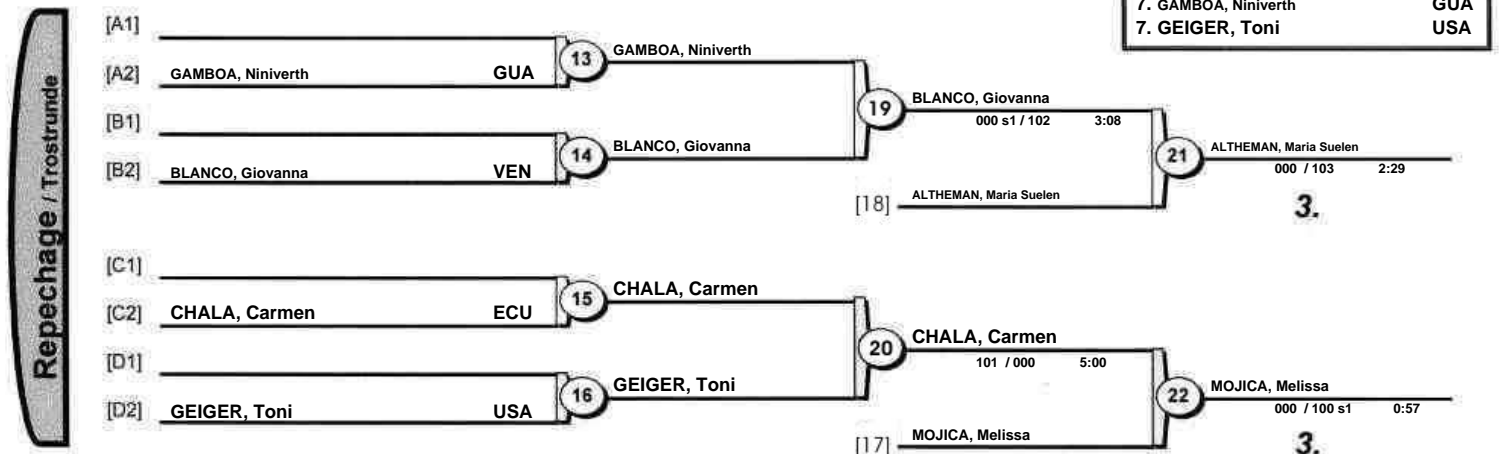 7. GAMBOA, Niniverth GUA
7. GEIGER, Toni USA
Repechage / Trostrunde
[A1]
[A2] GAMBOA, Niniverth GUA
13 GAMBOA, Niniverth
[B1]
[B2] BLANCO, Giovanna VEN
14 BLANCO, Giovanna
19 BLANCO, Giovanna
000 s1 / 102 3:08
[18] ALTHEMAN, Maria Suelen
21 ALTHEMAN, Maria Suelen
000 / 103 2:29
3.
[C1]
[C2] CHALA, Carmen ECU
15 CHALA, Carmen
[D1]
[D2] GEIGER, Toni USA
16 GEIGER, Toni
20 CHALA, Carmen
101 / 000 5:00
[17] MOJICA, Melissa
22 MOJICA, Melissa
000 / 100 s1 0:57
3.